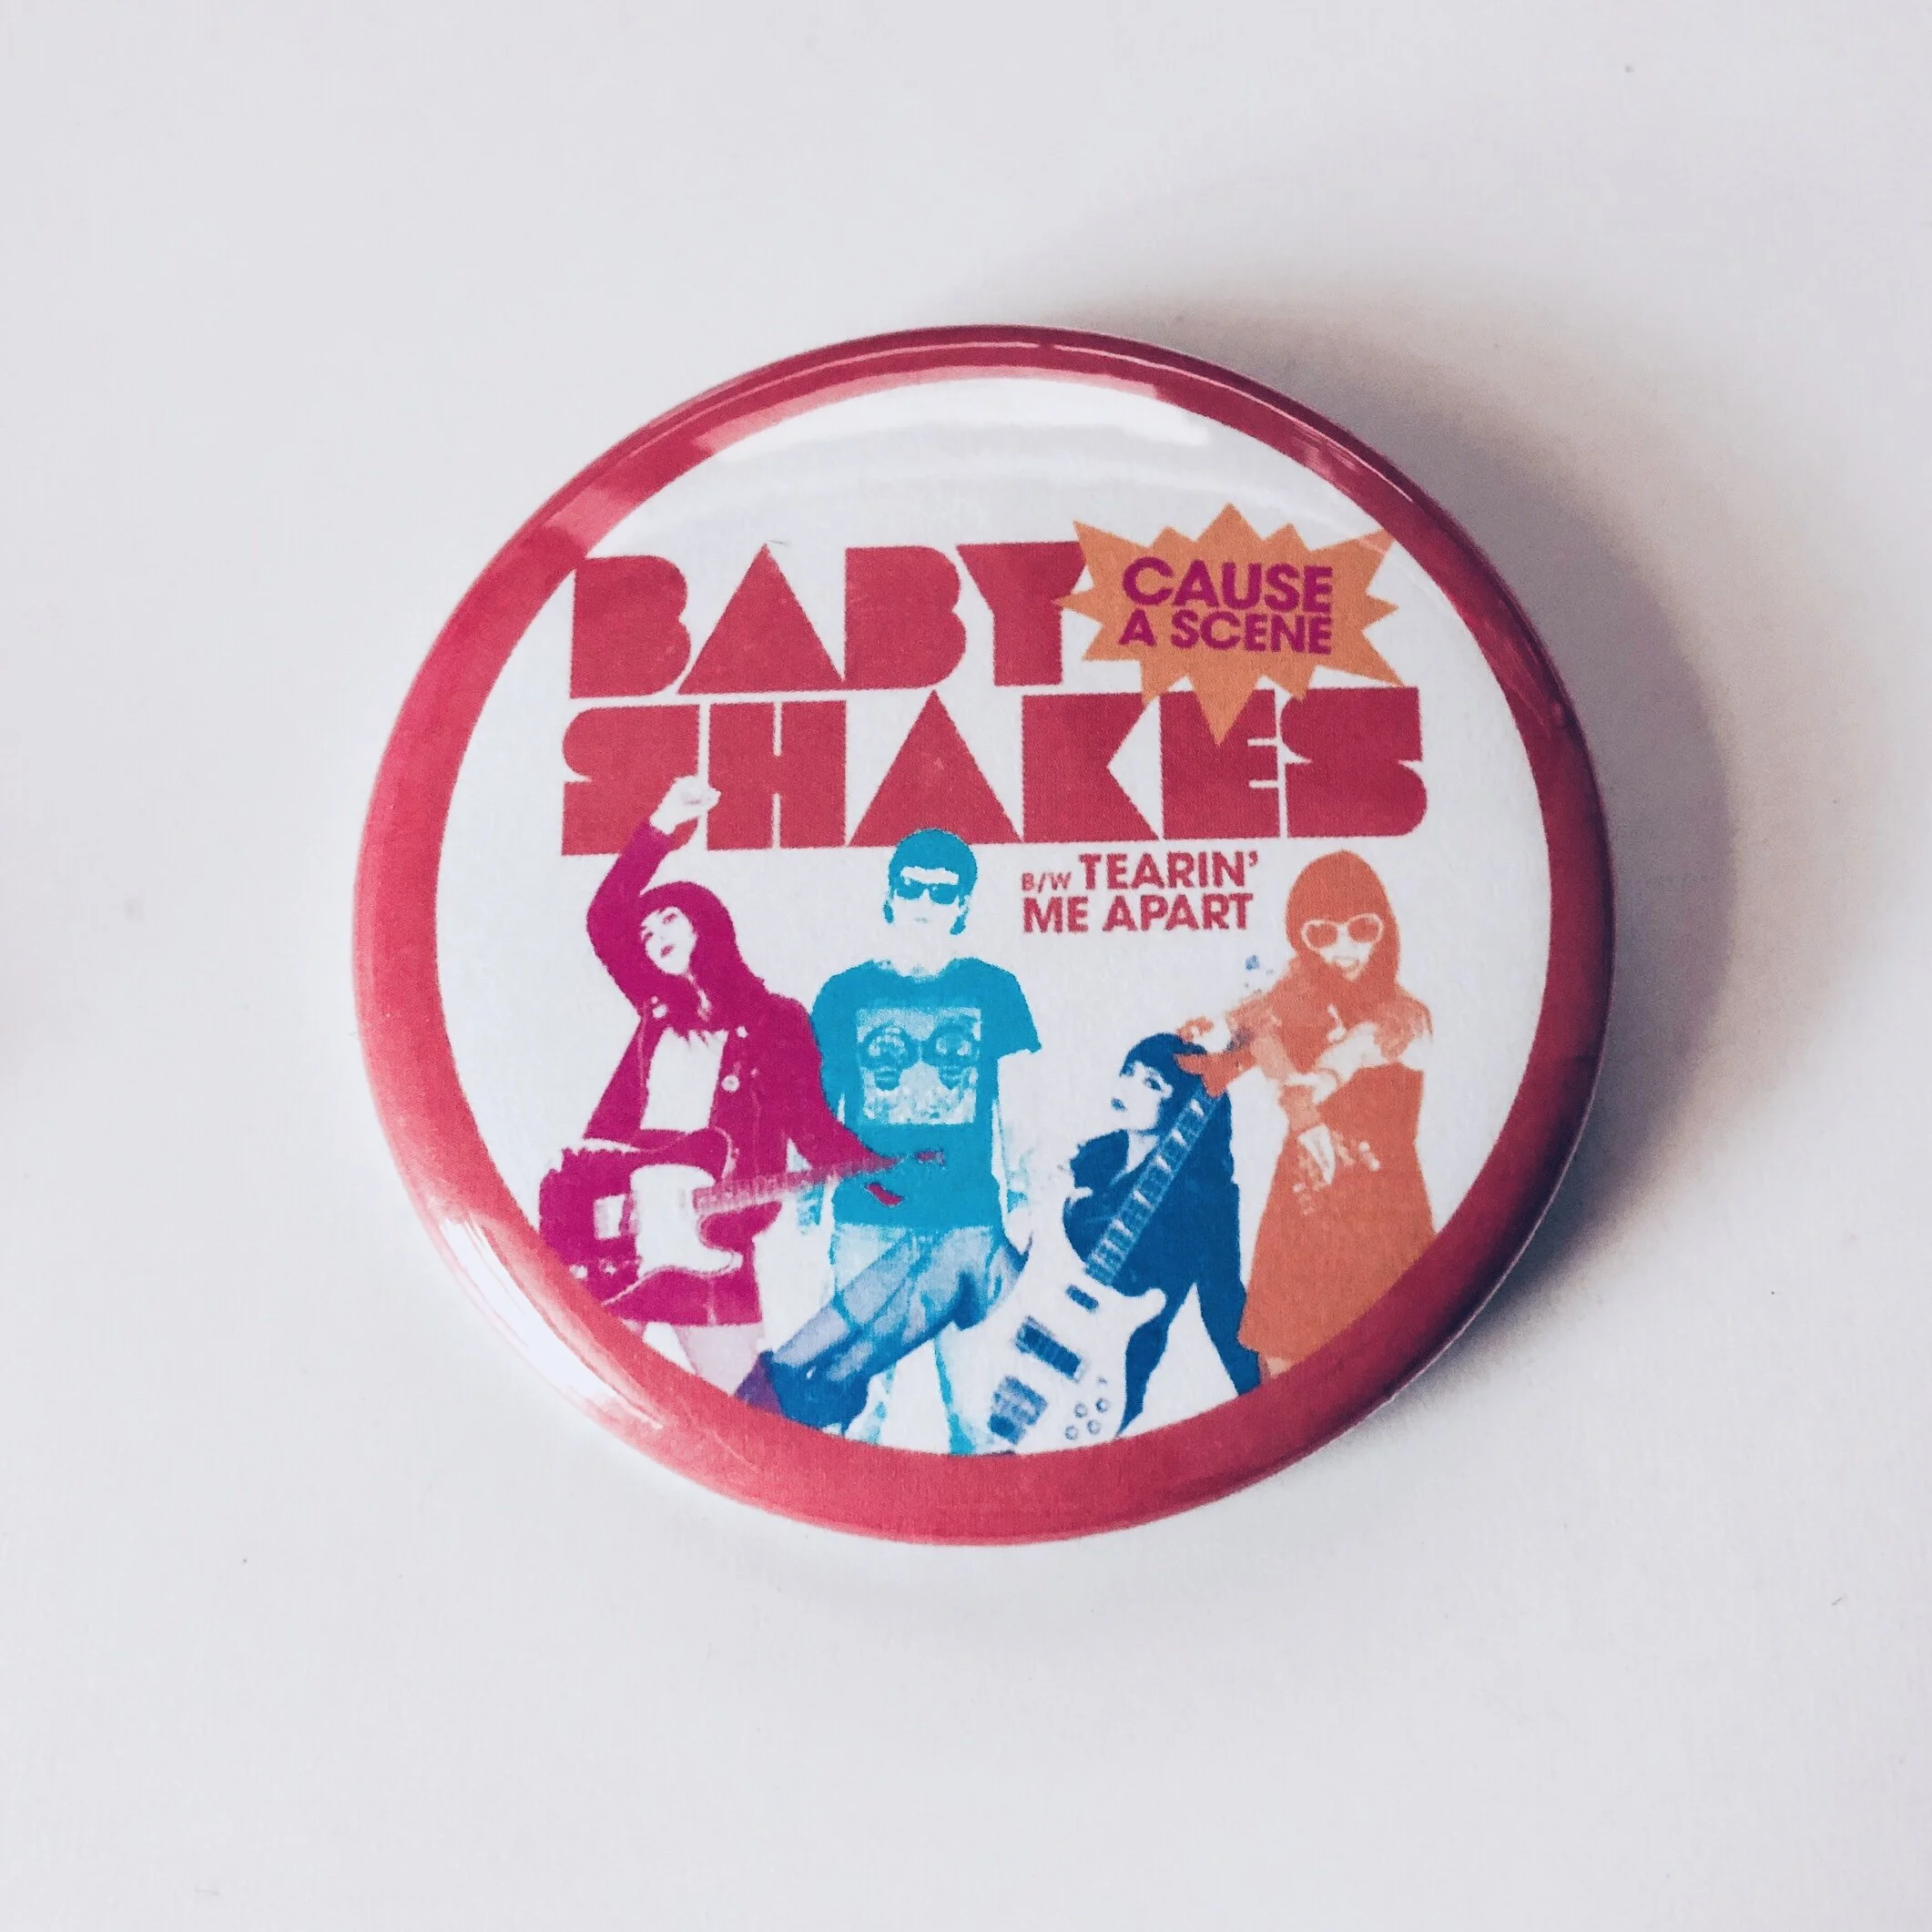 BABY
SHAKES
CAUSE
A SCENE
B/W TEARIN'
ME APART